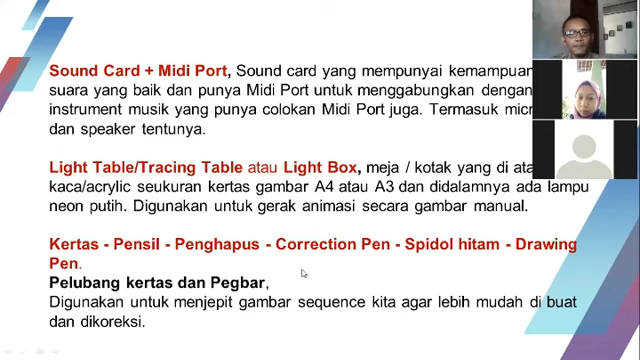 Sound Card + Midi Port, Sound card yang mempunyai kemampuan
suara yang baik dan punya Midi Port untuk menggabungkan dengan
instrument musik yang punya colokan Midi Port juga. Termasuk
dan speaker tentunya.
Light Table/Tracing Table atau Light Box, meja / kotak yang di
kaca/acrylic seukuran kertas gambar A4 atau A3 dan didalamnya ada lampu
neon putih. Digunakan untuk gerak animasi secara gambar manual.
Kertas - Pensil - Penghapus - Correction Pen - Spidol hitam - Drawing
Pen.
Pelubang kertas dan Pegbar,
Digunakan untuk menjepit gambar sequence kita agar lebih mudah di buat
dan dikoreksi.